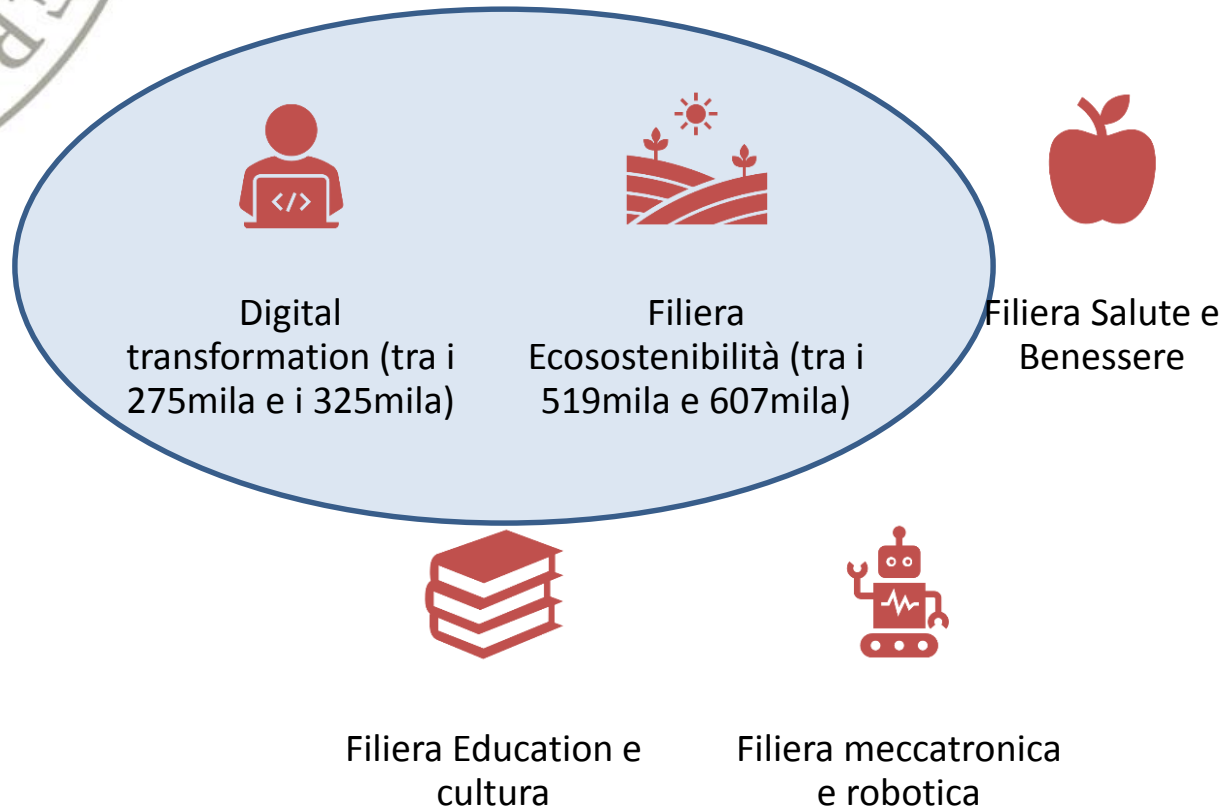 ER
</>
Digital
transformation (tra i
275mila e i 325mila)
Filiera
Ecosostenibilità (tra i
519mila e 607mila)
Filiera Salute e
Benessere
Filiera Education e
cultura
Filiera meccatronica
e robotica